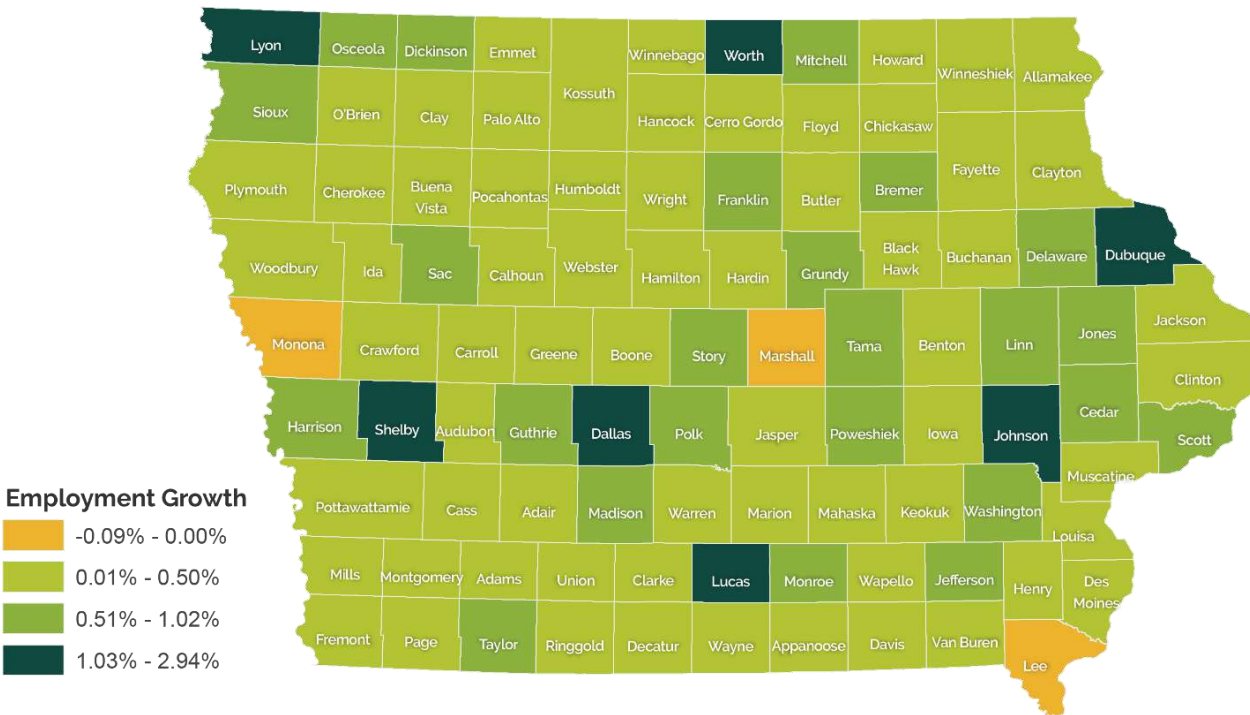 Lyon
Osceola
Dickinson
Emmet
Kossuth
Winnebago
Worth
Mitchell
Howard
Winneshiek
Allamakee
Sioux
O'Brien
Clay
Palo Alto
Hancock
Cerro Gordo
Floyd
Chickasaw
Fayette
Clayton
Plymouth
Cherokee
Buena
Vista
Pocahontas
Humboldt
Wright
Franklin
Butler
Bremer
Woodbury
Ida
Sac
Calhoun
Webster
Hamilton
Hardin
Grundy
Black
Hawk
Buchanan
Delaware
Dubuque
Monona
Crawford
Carroll
Greene
Boone
Story
Marshall
Tama
Benton
Linn
Jones
Jackson
Clinton
Harrison
Shelby
Audubon
Guthrie
Dallas
Polk
Jasper
Poweshiek
Iowa
Johnson
Cedar
Scott
Muscatine
Pottawattamie
Cass
Adair
Madison
Warren
Marion
Mahaska
Keokuk
Washington
Louisa
Mills
Montgomery
Adams
Union
Clarke
Lucas
Monroe
Wapello
Jefferson
Henry
Des
Moines
Fremont
Page
Taylor
Ringgold
Decatur
Wayne
Appanoose
Davis
Van Buren
Lee
Employment Growth
-0.09% - 0.00%
0.01% - 0.50%
0.51% - 1.02%
1.03% - 2.94%